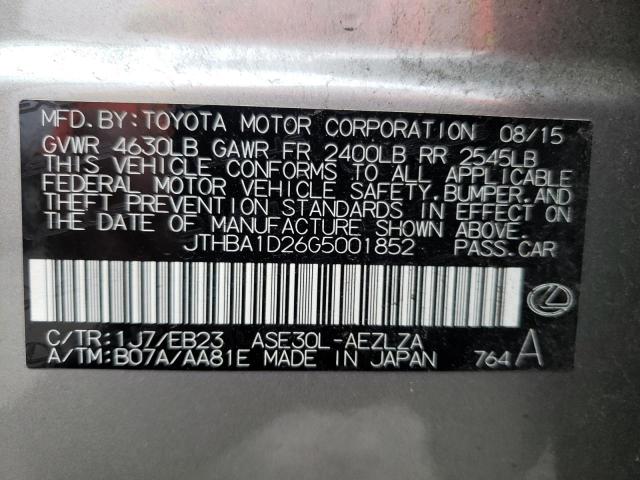 MFD. BY: TOYOTA MOTOR CORPORATION 08/15
GVWR 4630LB GAWR FR 2400LB RR 2545LB
THIS VEHICLE CONFORMS TO ALL APPLICABLE
FEDERAL MOTOR VEHICLE SAFETY, BUMPER, AND
THEFT PREVENTION STANDARDS IN EFFECT ON
THE DATE OF MANUFACTURE SHOWN ABOVE.
JTHBA1D26G5001852 PASS. CAR
C/TR: 1J7/EB23 ASE30L-AEZLZA
A/TM: B07A/AA81E MADE IN JAPAN 764 A